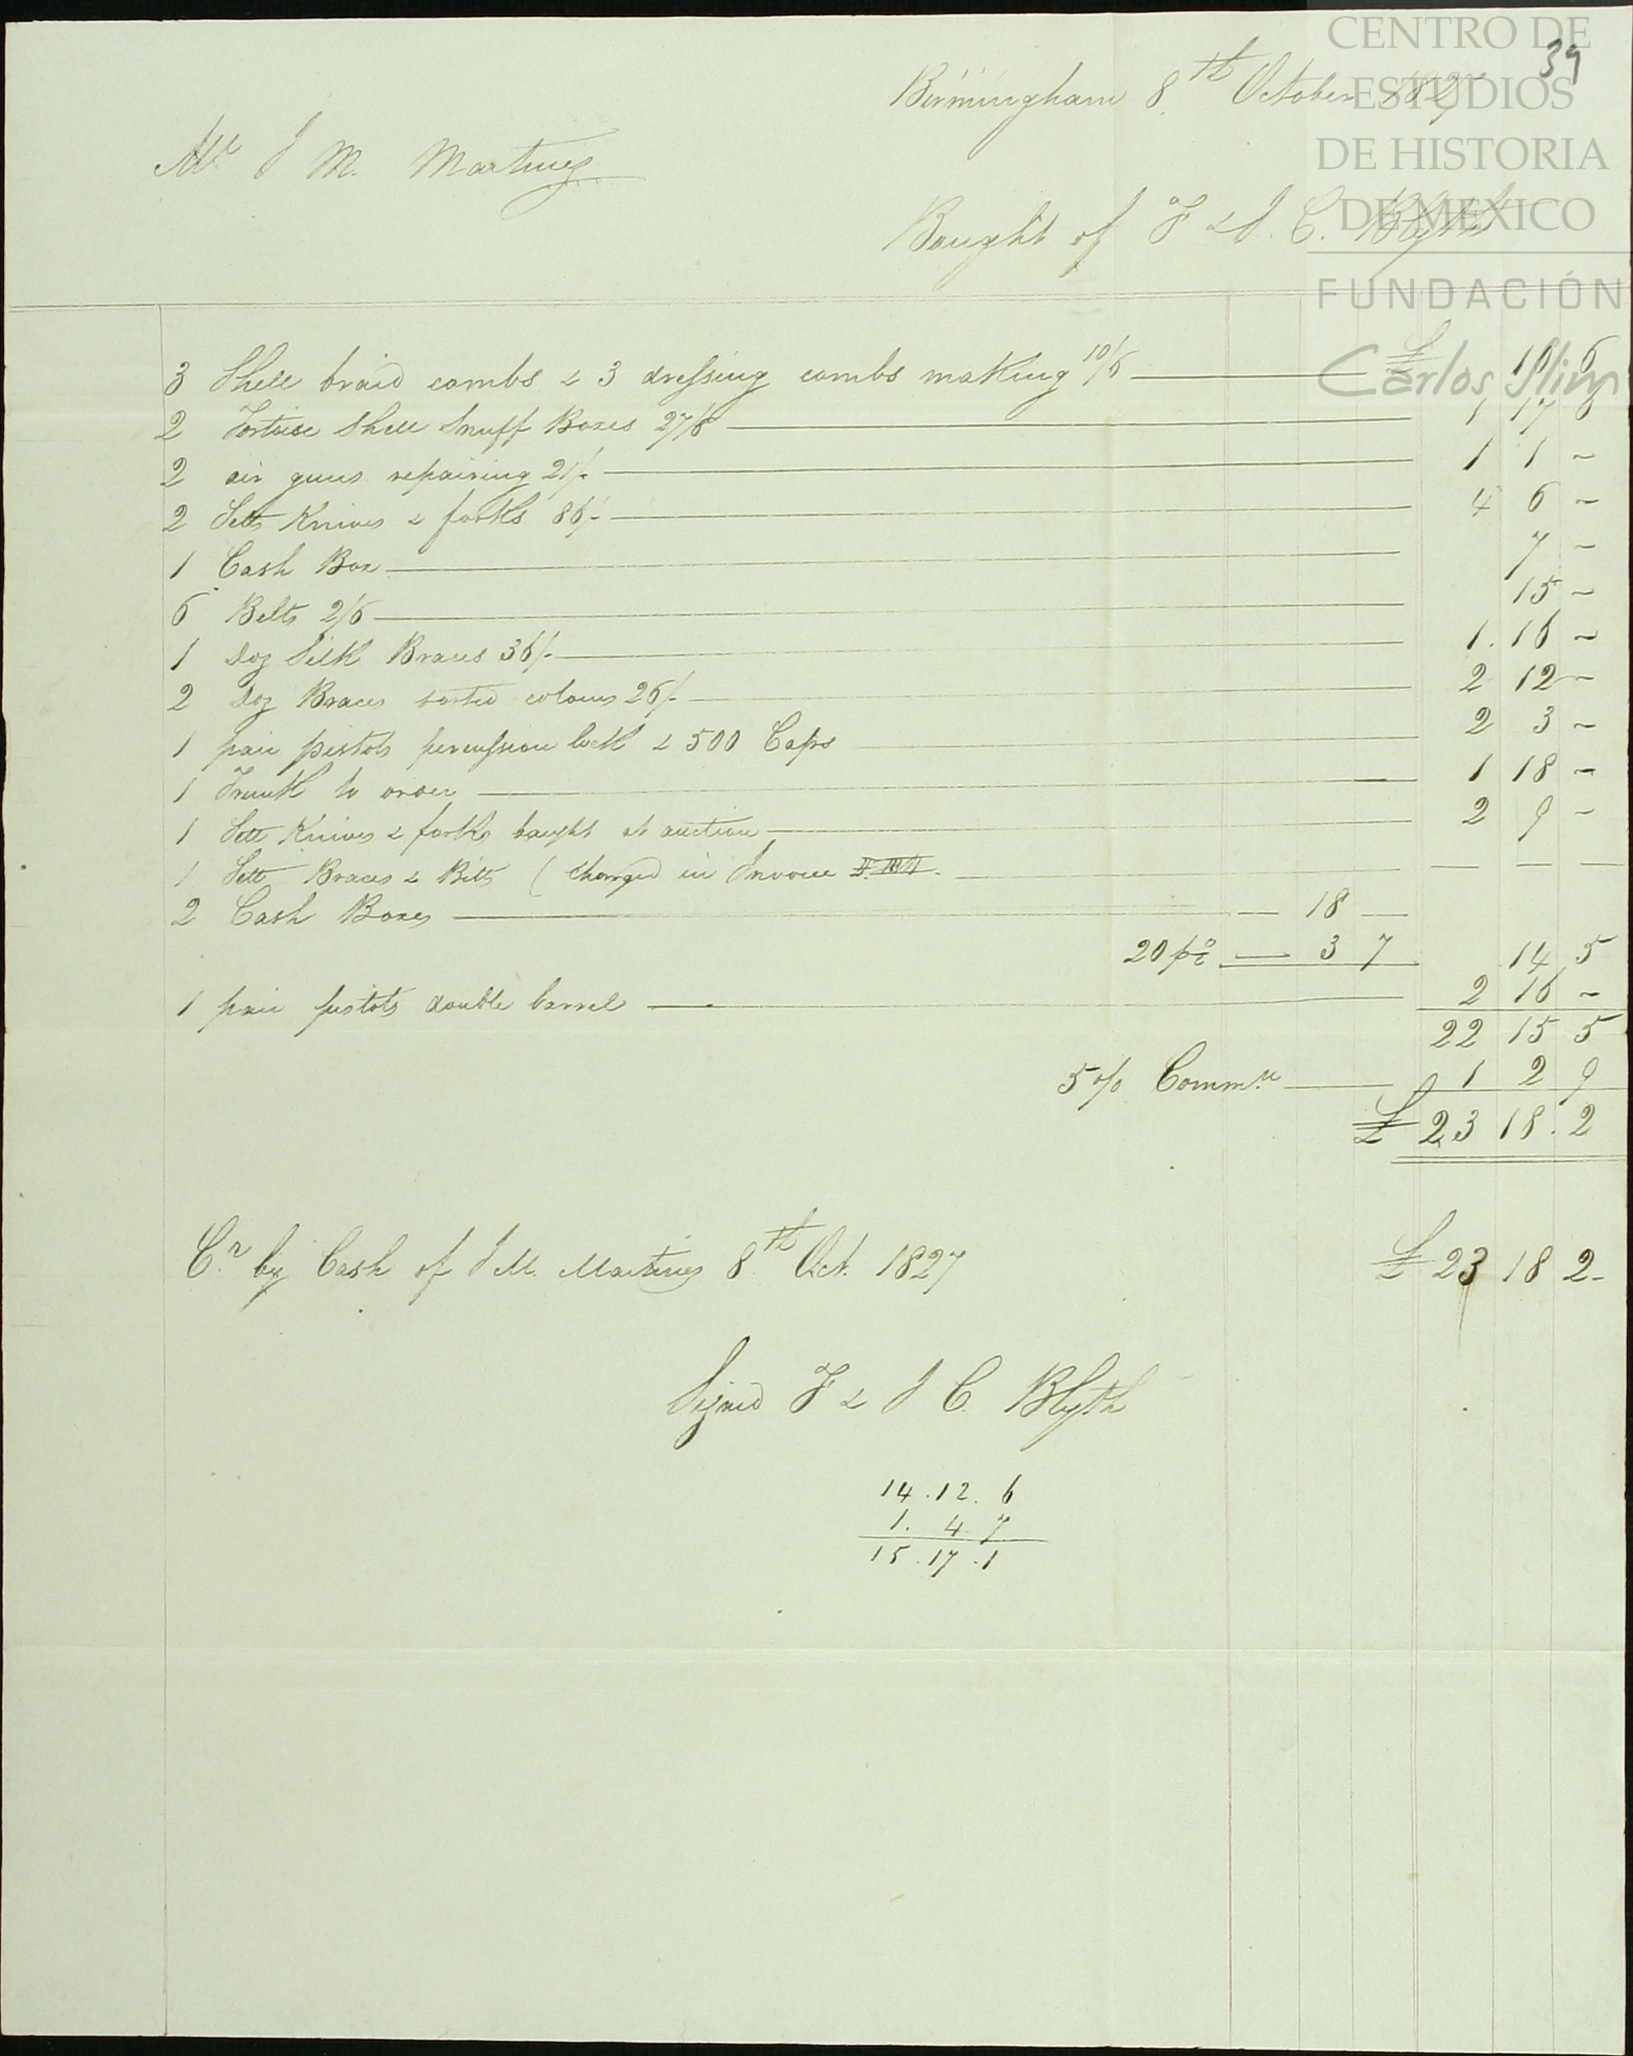 CENTRO DE
ESTUDIOS
DE HISTORIA
DE MEXICO
FUNDACIÓN
Carlos Slim
39
Birmingham 8th October 1827
Mr J M. Martinez
Bought of F & J. C. Blyth
3 Shell braid combs & 3 dressing combs making 10/6 £ 10 6
2 Tortoise Shell Snuff Boxes 27/6 1 17 6
2 air guns repairing 21/- 1 1 ~
2 Setts Knives & forks 86/- 4 6 ~
1 Cash Box 7 ~
6 Belts 2/6 15 ~
1 doz Silk Braces 36/- 1. 16 ~
2 doz Braces sorted colours 26/- 2 12 ~
1 pair pistols percussion lock & 500 Caps 2 3 ~
1 Trunk to order 1 18 ~
1 Sett Knives & forks bought at auction 2 9 ~
1 Sett Braces & Bitts ( charged in Invoice — — —
2 Cash Boxes — 18 —
20 p% — 3 7 14 5
1 pair pistols double barrel 2 16 ~
22 15 5
5 o/o Commn 1 2 9
£ 23 18. 2
Cr by Cash of J M. Martinez 8th Oct. 1827 £ 23 18 2-
Signed F & J C. Blyth
14.12.6
1. 4. 7
15.17.1